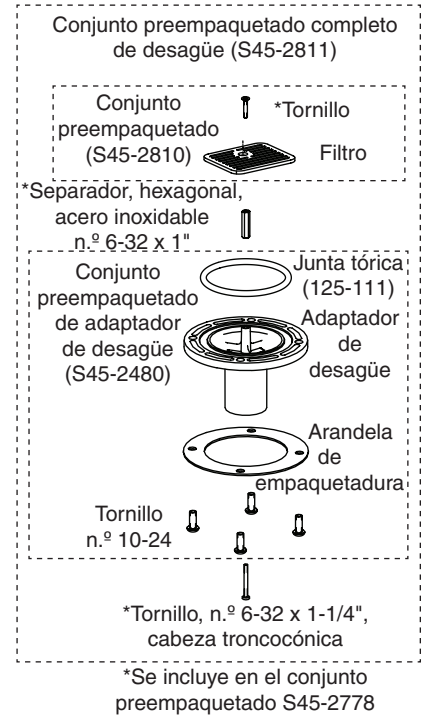 Conjunto preempaquetado completo
de desagüe (S45-2811)
Conjunto
preempaquetado
(S45-2810)
*Tornillo
Filtro
*Separador, hexagonal,
acero inoxidable
n.º 6-32 x 1"
Conjunto
preempaquetado
de adaptador
de desagüe
(S45-2480)
Junta tórica
(125-111)
Adaptador
de
desagüe
Arandela
de
empaquetadura
Tornillo
n.º 10-24
*Tornillo, n.º 6-32 x 1-1/4",
cabeza troncocónica
*Se incluye en el conjunto
preempaquetado S45-2778